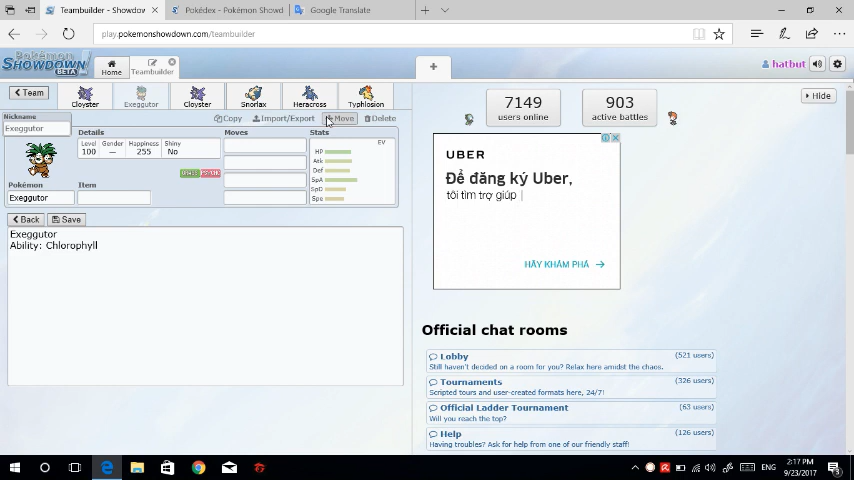 Teambuilder - Showdow
Pokédex - Pokémon Showd
Google Translate
play.pokemonshowdown.com/teambuilder
Pokémon
SHOWDOWN
BETA
Home
Teambuilder
hatbut
Team
Cloyster
Exeggutor
Cloyster
Snorlax
Heracross
Typhlosion
7149
users online
903
active battles
Hide
Nickname
Exeggutor
Copy
Import/Export
Move
Delete
Details
Moves
Stats
Level
100
Gender
—
Happiness
255
Shiny
No
EV
HP
Atk
Def
SpA
SpD
Spe
GRASS
PSYCHIC
Pokémon
Exeggutor
Item
Back
Save
Exeggutor
Ability: Chlorophyll
UBER
Để đăng ký Uber,
tôi tìm trợ giúp |
HÃY KHÁM PHÁ
Official chat rooms
Lobby
(521 users)
Still haven't decided on a room for you? Relax here amidst the chaos.
Tournaments
(326 users)
Scripted tours and user-created formats here, 24/7!
Official Ladder Tournament
(63 users)
Will you reach the top?
Help
(126 users)
Having troubles? Ask for help from one of our friendly staff!
ENG
2:17 PM
9/23/2017
3